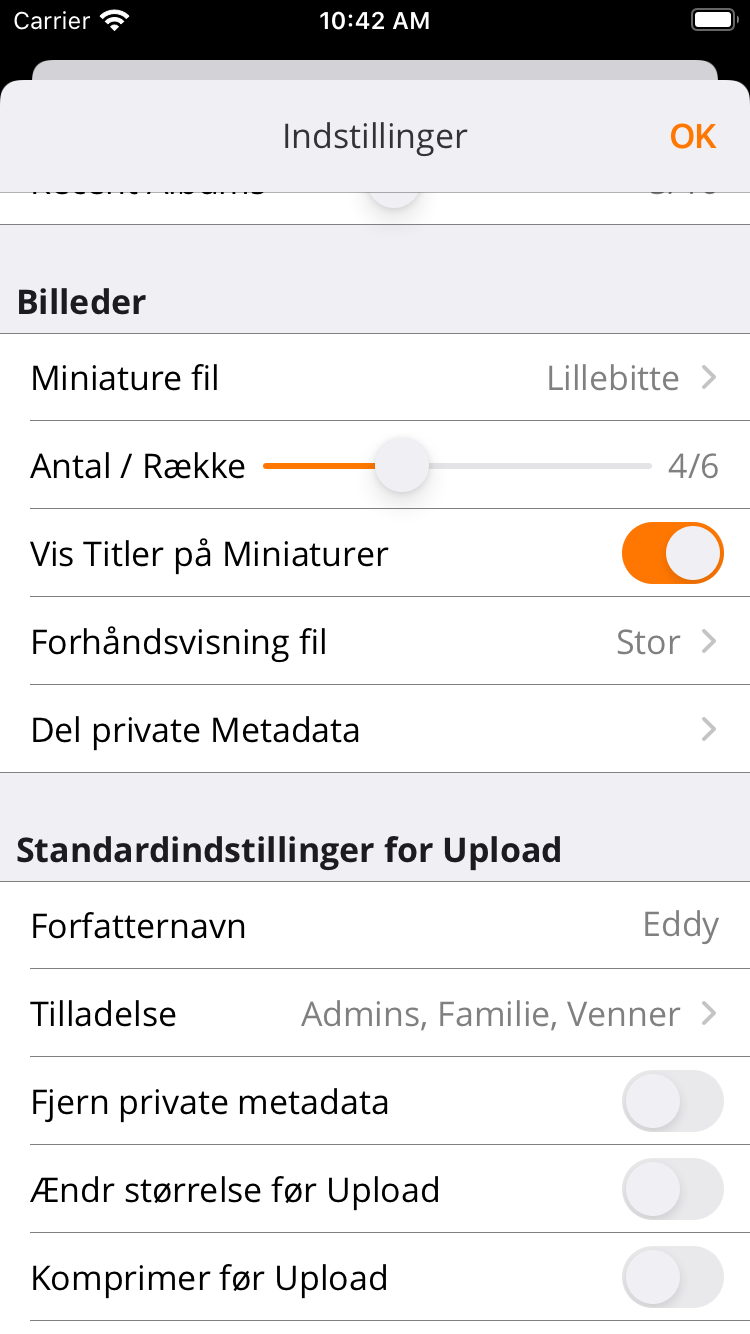 Carrier 10:42 AM
Indstillinger OK
Billeder
Miniature fil Lillebitte
Antal / Række 4/6
Vis Titler på Miniaturer
Forhåndsvisning fil Stor
Del private Metadata
Standardindstillinger for Upload
Forfatternavn Eddy
Tilladelse Admins, Familie, Venner
Fjern private metadata
Ændr størrelse før Upload
Komprimer før Upload